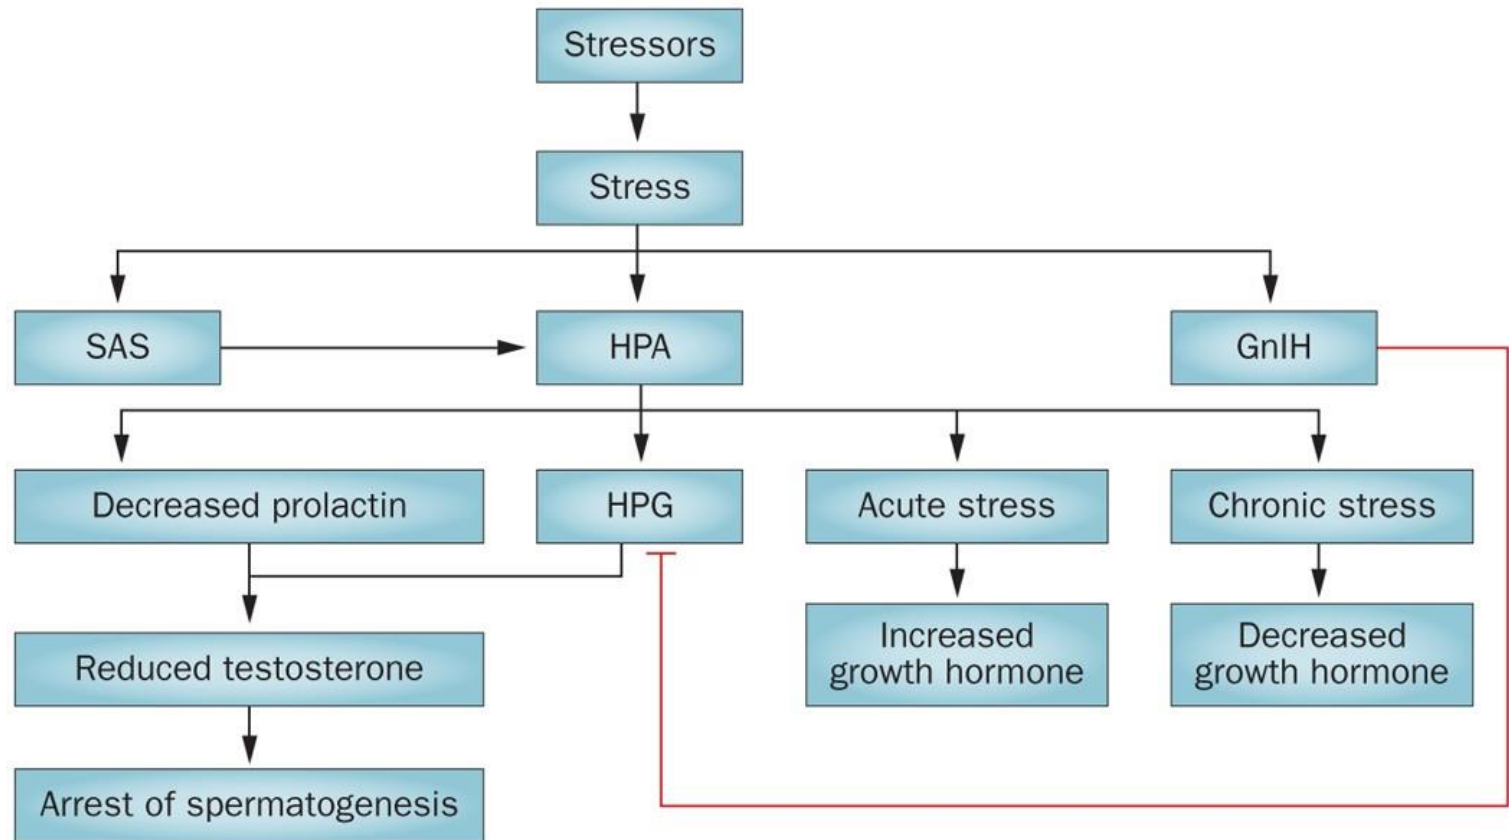 Stressors
Stress
SAS
HPA
GnIH
Decreased prolactin
HPG
Acute stress
Chronic stress
Reduced testosterone
Increased
growth hormone
Decreased
growth hormone
Arrest of spermatogenesis